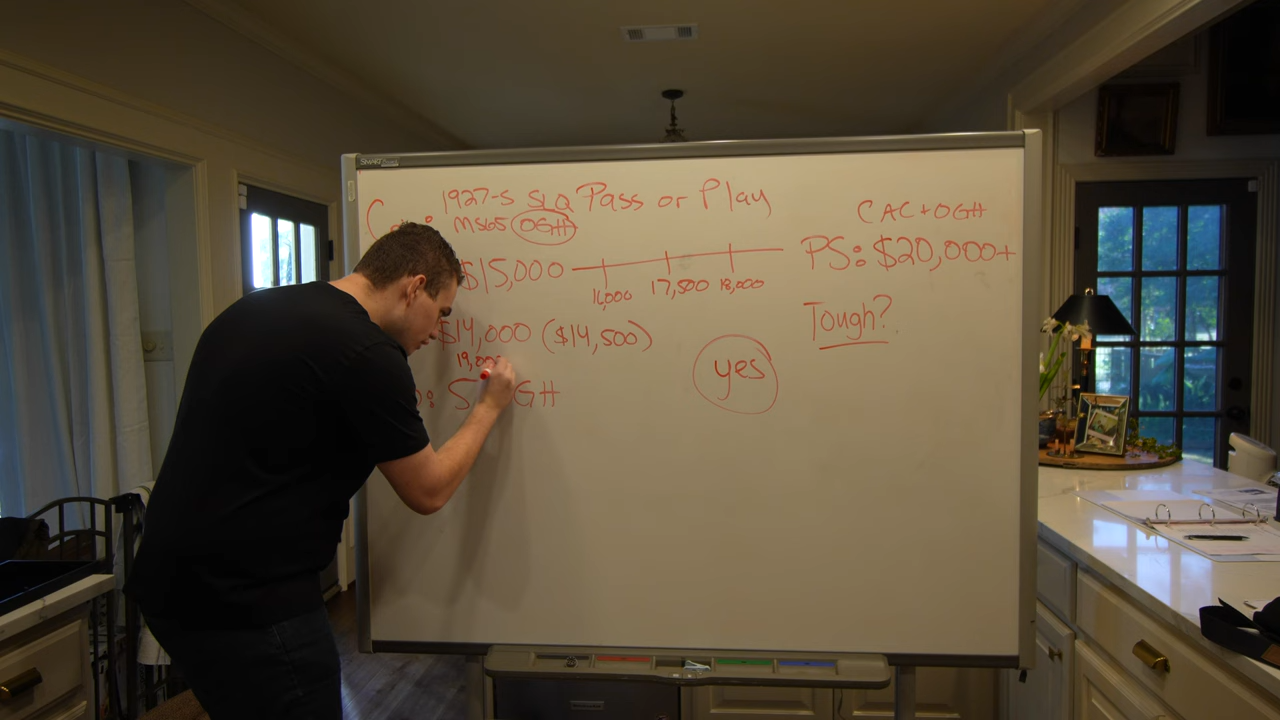 SMART
1927-S SLQ Pass or Play
MS65 OGH
CAC+OGH
$15,000
16,000 17,500 18,000
PS: $20,000+
$14,000 ($14,500)
Tough?
yes